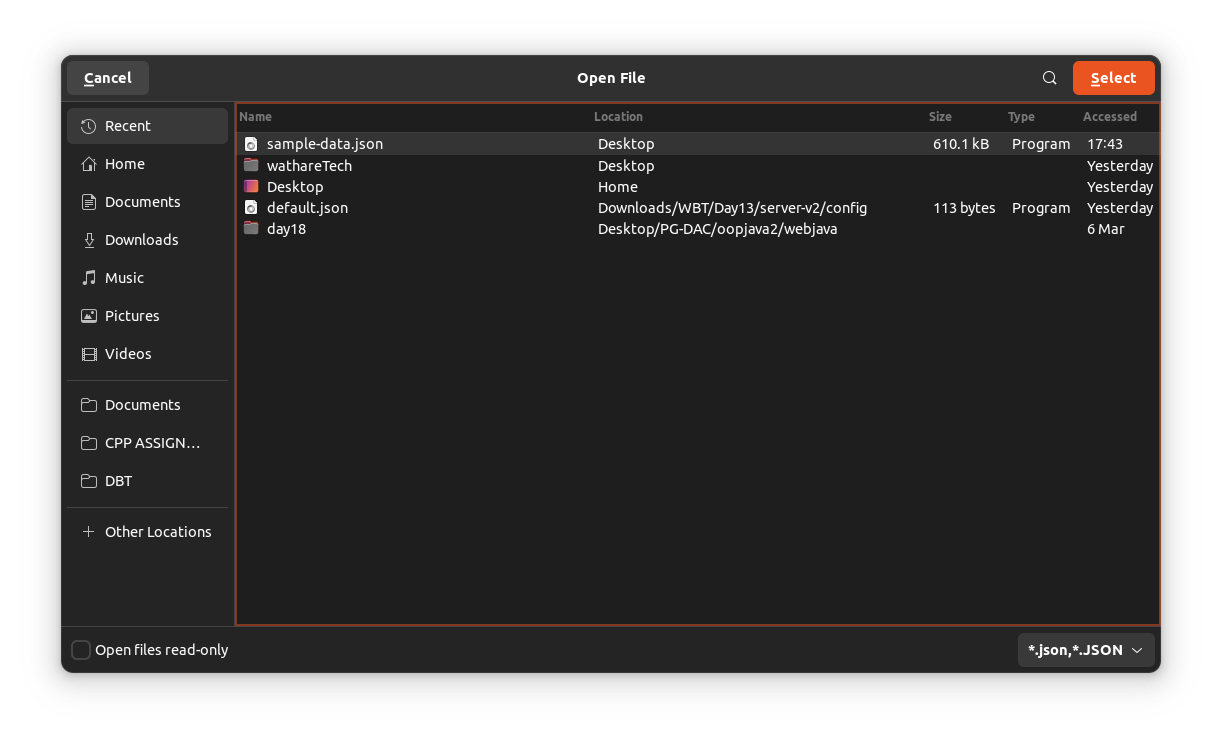 Cancel Open File Select
Recent
Home
Documents
Downloads
Music
Pictures
Videos
Documents
CPP ASSIGN...
DBT
Other Locations
Name Location Size Type Accessed
sample-data.json Desktop 610.1 kB Program 17:43
wathareTech Desktop Yesterday
Desktop Home Yesterday
default.json Downloads/WBT/Day13/server-v2/config 113 bytes Program Yesterday
day18 Desktop/PG-DAC/oopjava2/webjava 6 Mar
Open files read-only *.json,*.JSON